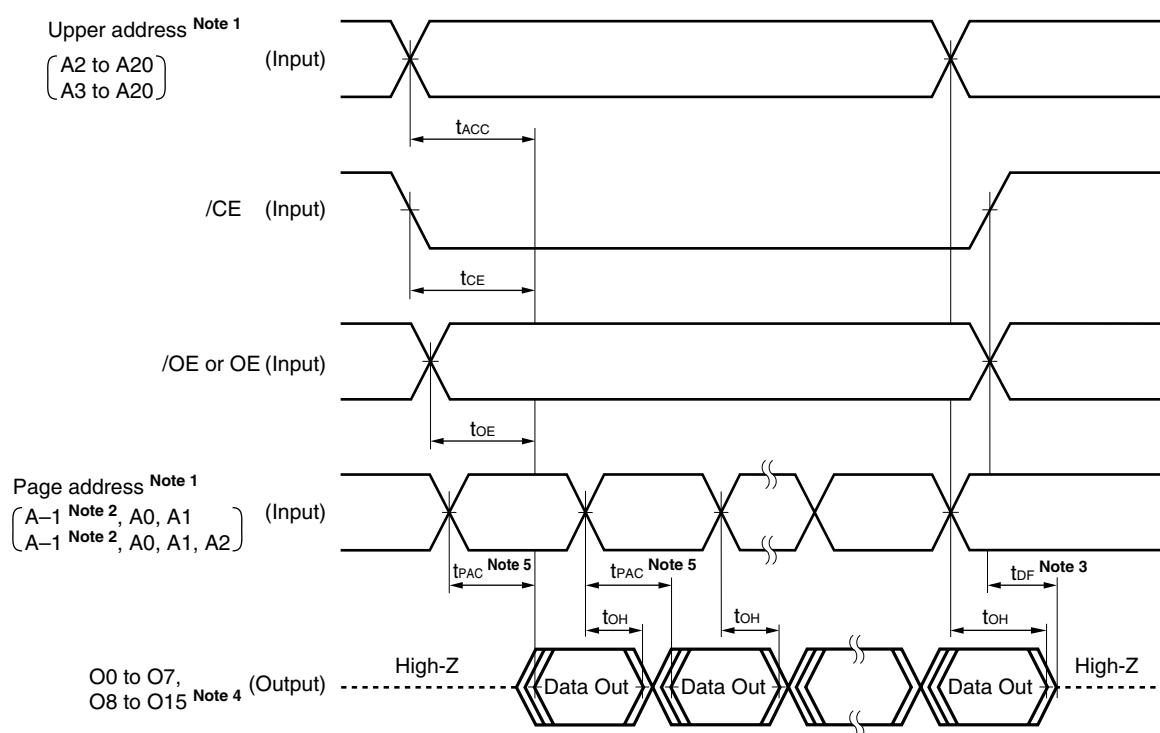 Upper address Note 1
(Input)
A2 to A20
A3 to A20
tACC
/CE (Input)
tCE
/OE or OE (Input)
tOE
Page address Note 1
(Input)
A–1 Note 2, A0, A1
A–1 Note 2, A0, A1, A2
tPAC Note 5
tPAC Note 5
tDF Note 3
tOH
tOH
tOH
O0 to O7,
O8 to O15 Note 4
(Output)
High-Z
Data Out
Data Out
Data Out
High-Z